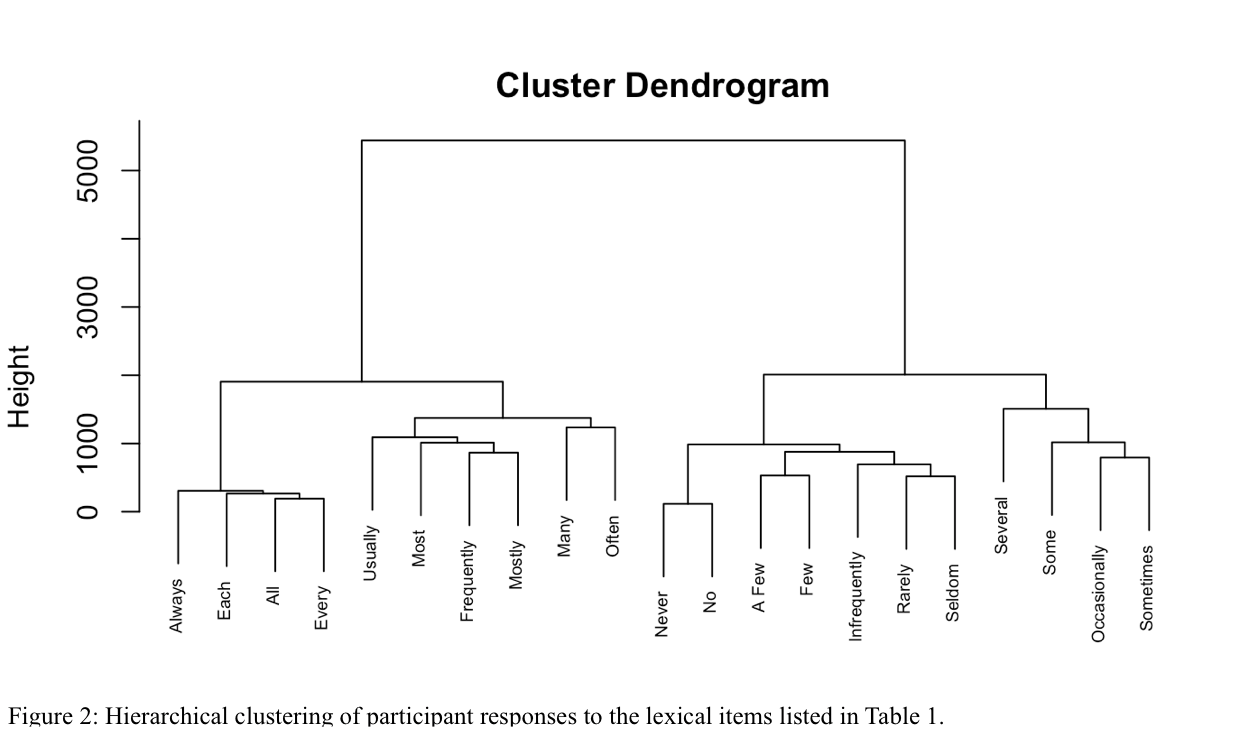 Cluster Dendrogram
Height
5000
3000
1000
0
Always
Each
All
Every
Usually
Most
Frequently
Mostly
Many
Often
Never
No
A Few
Few
Infrequently
Rarely
Seldom
Several
Some
Occasionally
Sometimes
Figure 2: Hierarchical clustering of participant responses to the lexical items listed in Table 1.